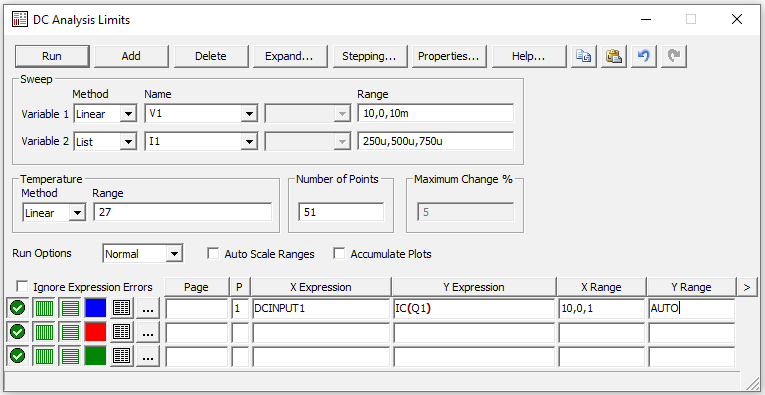 DC Analysis Limits
Run Add Delete Expand... Stepping... Properties... Help...
Sweep
Method Name Range
Variable 1 Linear V1 10,0,10m
Variable 2 List I1 250u,500u,750u
Temperature Number of Points Maximum Change %
Method Range
Linear 27 51 5
Run Options Normal Auto Scale Ranges Accumulate Plots
Ignore Expression Errors Page P X Expression Y Expression X Range Y Range >
... 1 DCINPUT1 IC(Q1) 10,0,1 AUTO
...
...